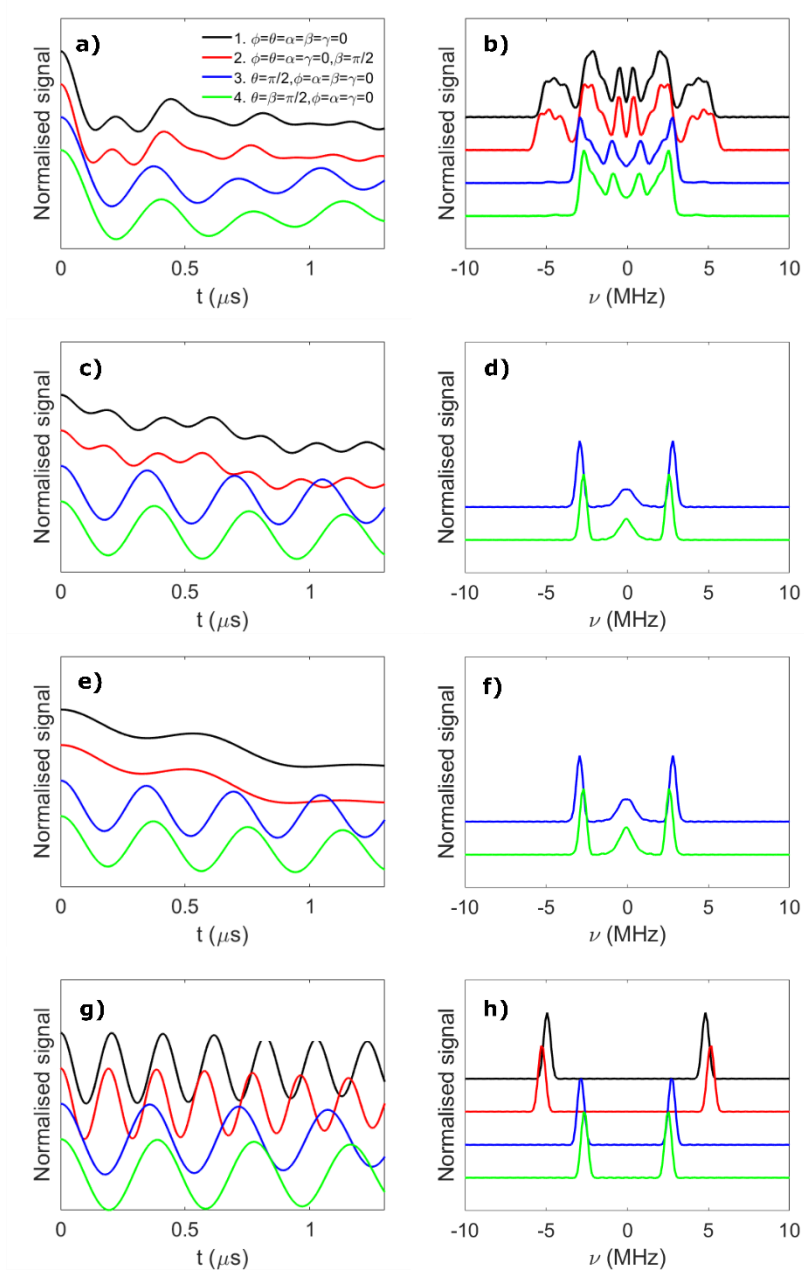 a)
1. ϕ=θ=α=β=γ=0
2. ϕ=θ=α=γ=0,β=π/2
3. θ=π/2,ϕ=α=β=γ=0
4. θ=β=π/2,ϕ=α=γ=0
Normalised signal
0 0.5 1
t (μs)
b)
Normalised signal
-10 -5 0 5 10
ν (MHz)
c)
Normalised signal
0 0.5 1
t (μs)
d)
Normalised signal
-10 -5 0 5 10
ν (MHz)
e)
Normalised signal
0 0.5 1
t (μs)
f)
Normalised signal
-10 -5 0 5 10
ν (MHz)
g)
Normalised signal
0 0.5 1
t (μs)
h)
Normalised signal
-10 -5 0 5 10
ν (MHz)